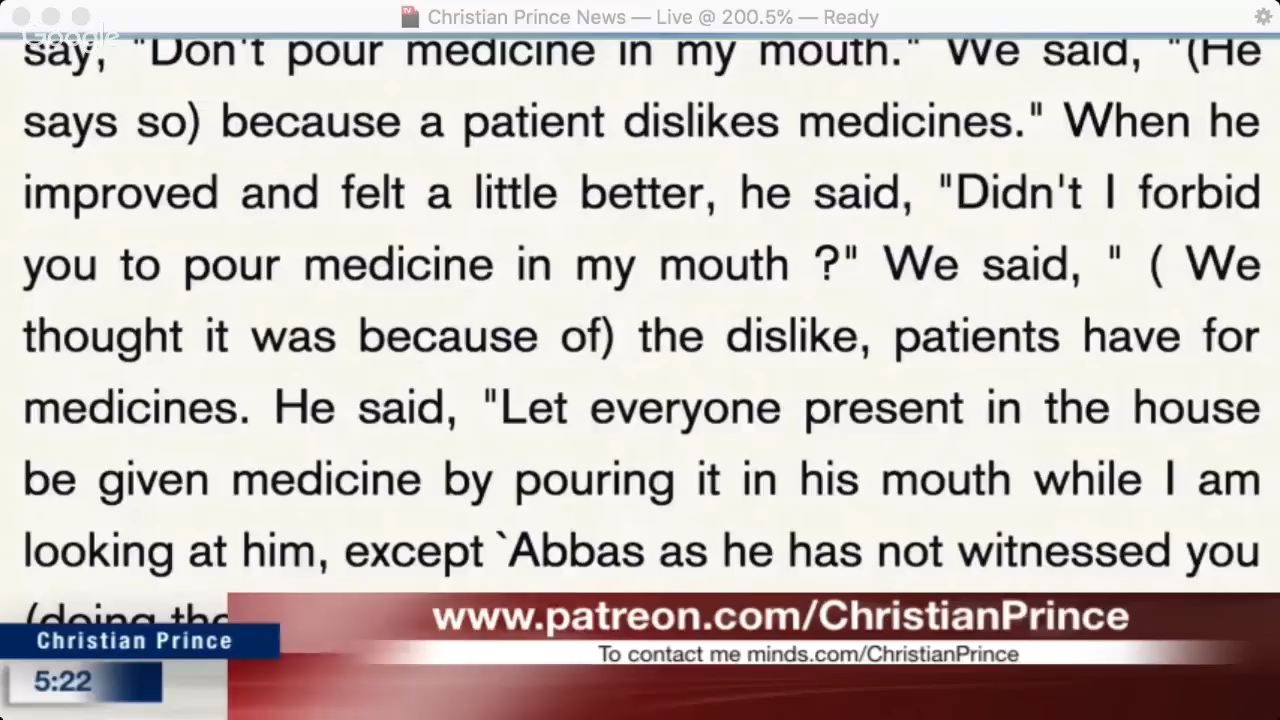 Christian Prince News — Live @ 200.5% — Ready
Google
say, "Don't pour medicine in my mouth." We said, "(He
says so) because a patient dislikes medicines." When he
improved and felt a little better, he said, "Didn't I forbid
you to pour medicine in my mouth ?" We said, " ( We
thought it was because of) the dislike, patients have for
medicines. He said, "Let everyone present in the house
be given medicine by pouring it in his mouth while I am
looking at him, except `Abbas as he has not witnessed you
(doing the
www.patreon.com/ChristianPrince
Christian Prince
To contact me minds.com/ChristianPrince
5:22